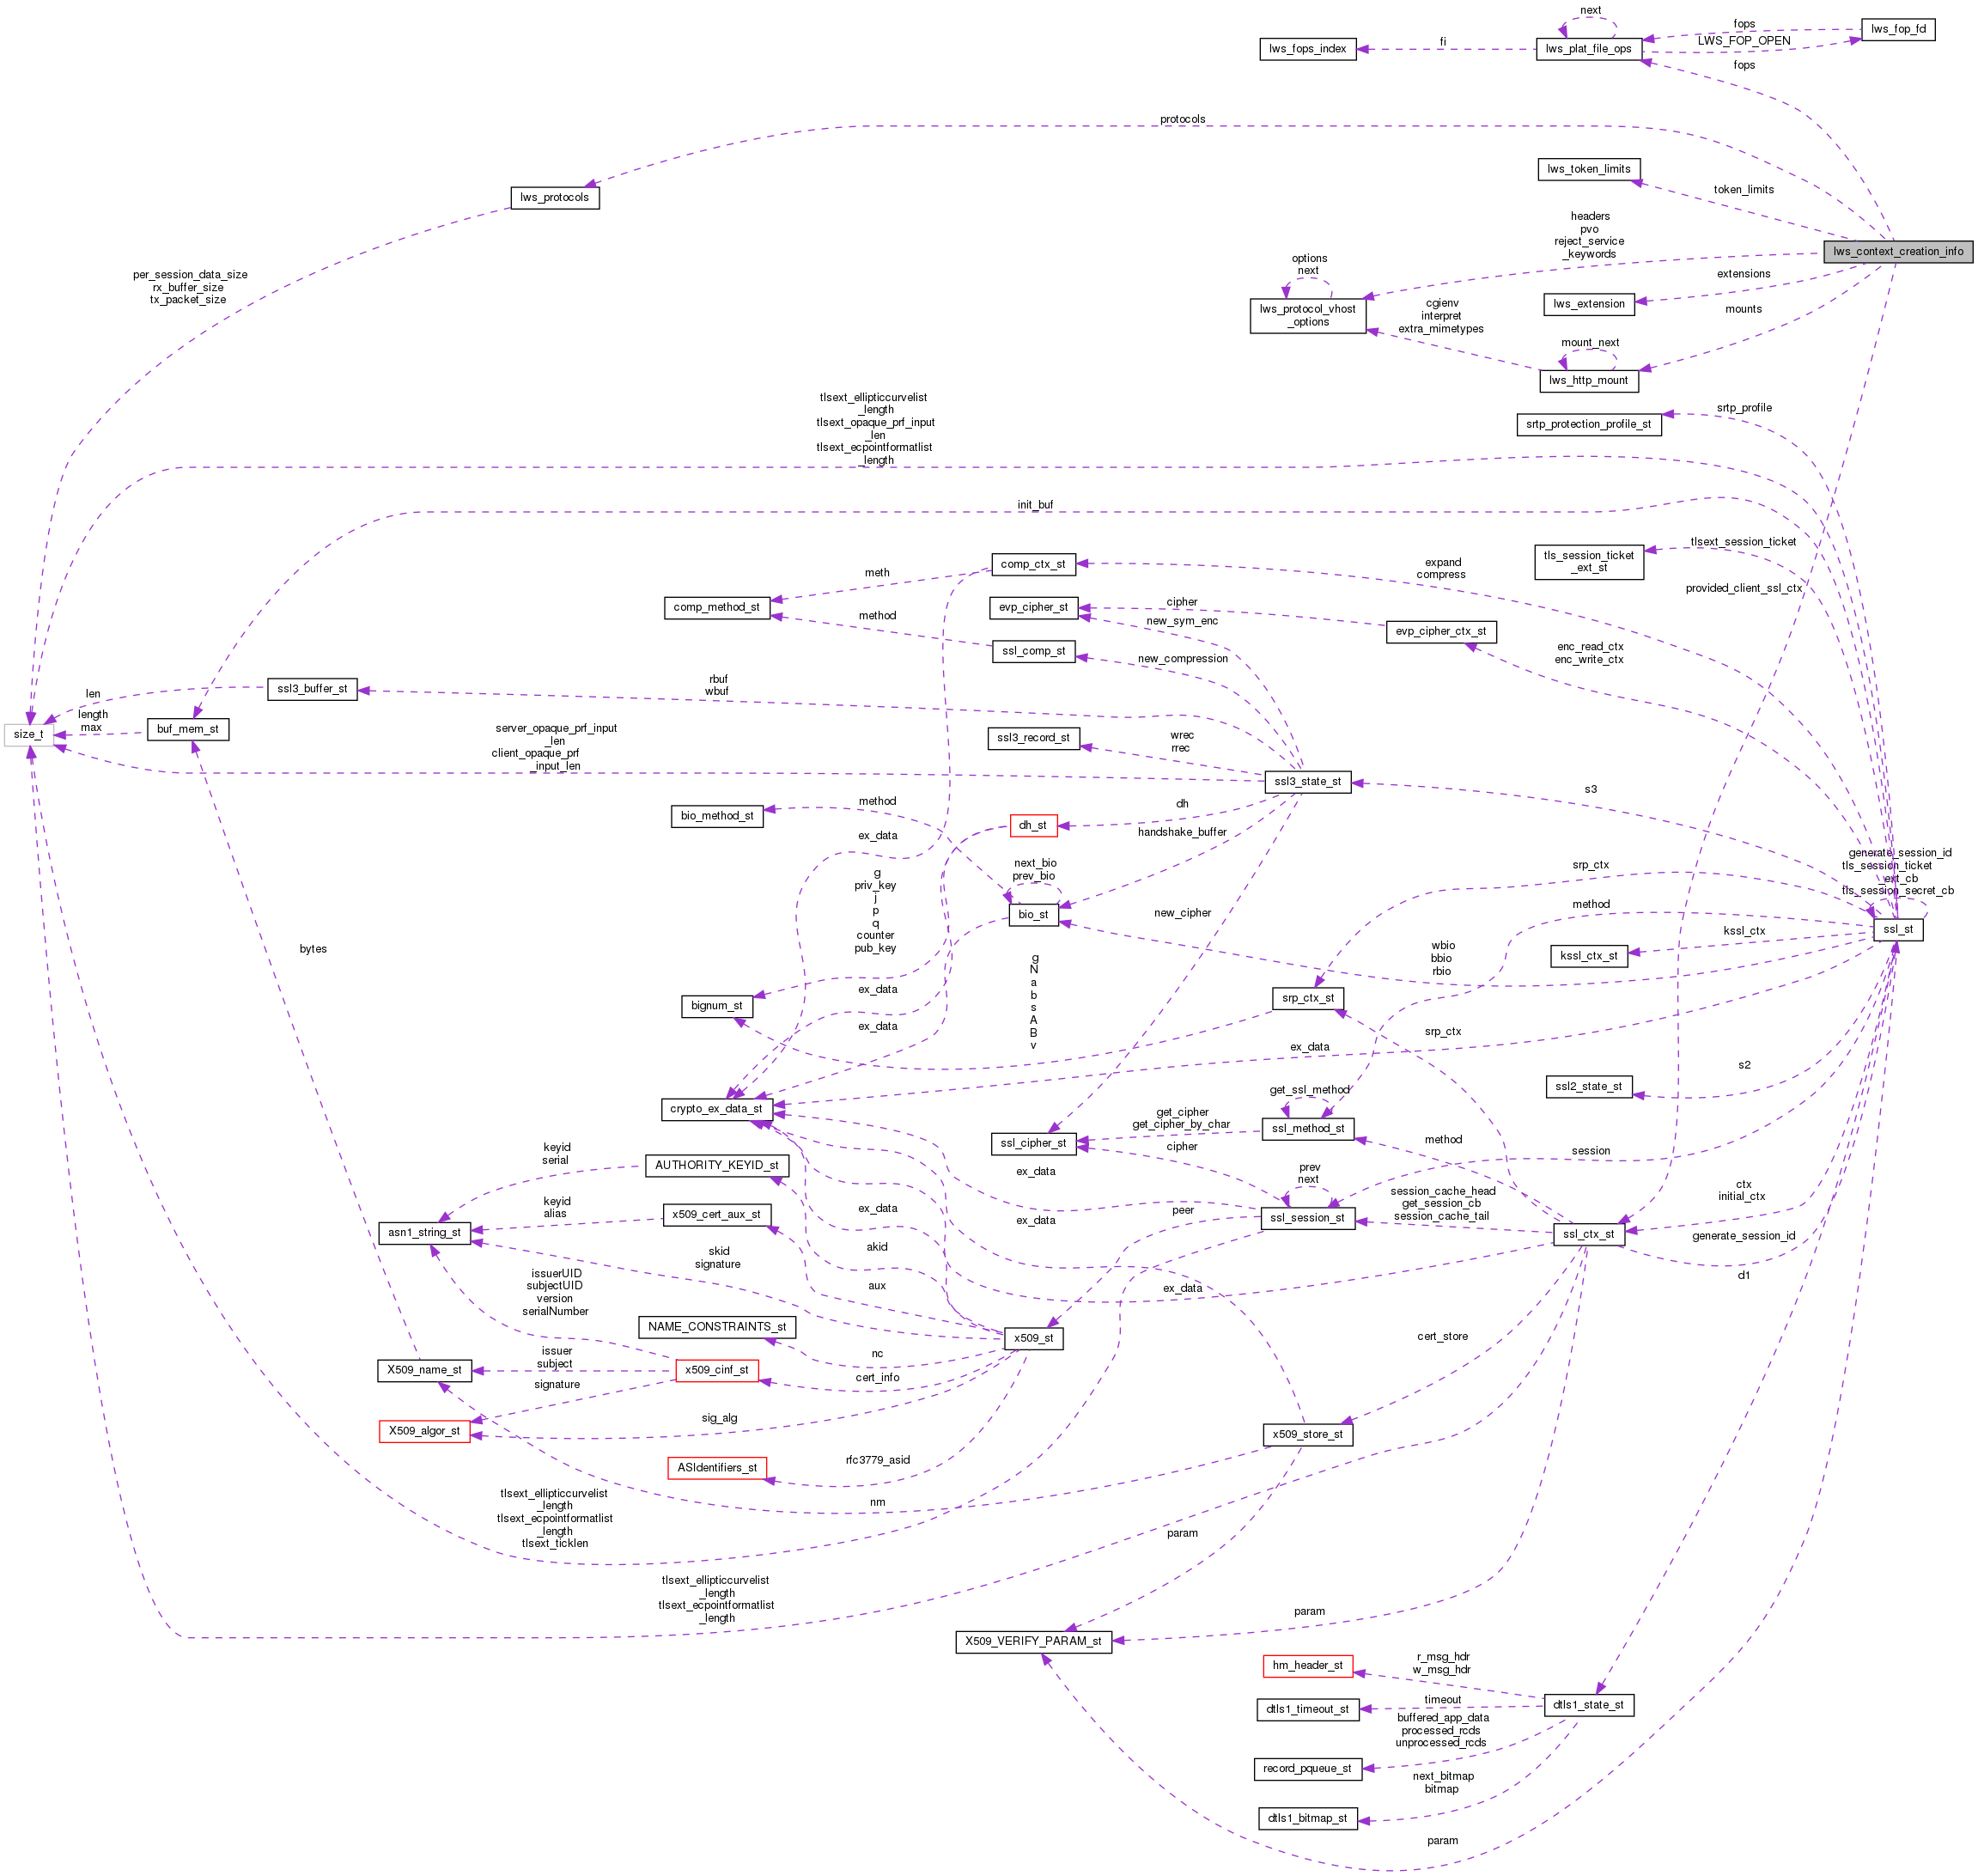 next
fops
lws_fop_fd
lws_fops_index
fi
lws_plat_file_ops
LWS_FOP_OPEN
fops
protocols
lws_token_limits
token_limits
lws_protocols
headers
pvo
reject_service
_keywords
lws_context_creation_info
options
next
extensions
per_session_data_size
rx_buffer_size
tx_packet_size
lws_protocol_vhost
_options
cgienv
interpret
extra_mimetypes
lws_extension
mounts
mount_next
lws_http_mount
tlsext_ellipticcurvelist
_length
tlsext_opaque_prf_input
_len
tlsext_ecpointformatlist
_length
srtp_profile
srtp_protection_profile_st
init_buf
tlsext_session_ticket
tls_session_ticket
_ext_st
comp_ctx_st
expand
compress
meth
provided_client_ssl_ctx
comp_method_st
method
evp_cipher_st
cipher
new_sym_enc
evp_cipher_ctx_st
ssl_comp_st
new_compression
enc_read_ctx
enc_write_ctx
ssl3_buffer_st
len
rbuf
wbuf
length
max
size_t
buf_mem_st
server_opaque_prf_input
_len
client_opaque_prf
_input_len
ssl3_record_st
wrec
rrec
ssl3_state_st
s3
bio_method_st
method
dh_st
dh
handshake_buffer
ex_data
next_bio
prev_bio
srp_ctx
generate_session_id
tls_session_ticket
_ext_cb
tls_session_secret_cb
g
priv_key
j
p
q
counter
pub_key
bio_st
new_cipher
method
ssl_st
kssl_ctx
kssl_ctx_st
wbio
bbio
rbio
bytes
g
N
a
b
s
A
B
v
ex_data
bignum_st
srp_ctx_st
ex_data
srp_ctx
ex_data
s2
ssl2_state_st
get_ssl_method
crypto_ex_data_st
get_cipher
get_cipher_by_char
ssl_method_st
ssl_cipher_st
cipher
method
session
keyid
serial
AUTHORITY_KEYID_st
ex_data
prev
next
ctx
initial_ctx
keyid
alias
x509_cert_aux_st
peer
ssl_session_st
session_cache_head
get_session_cb
session_cache_tail
asn1_string_st
ex_data
ex_data
ssl_ctx_st
generate_session_id
skid
signature
akid
issuerUID
subjectUID
version
serialNumber
aux
ex_data
d1
NAME_CONSTRAINTS_st
x509_st
cert_store
nc
X509_name_st
issuer
subject
x509_cinf_st
cert_info
signature
sig_alg
X509_algor_st
x509_store_st
ASIdentifiers_st
rfc3779_asid
tlsext_ellipticcurvelist
_length
tlsext_ecpointformatlist
_length
tlsext_ticklen
nm
param
tlsext_ellipticcurvelist
_length
tlsext_ecpointformatlist
_length
param
X509_VERIFY_PARAM_st
hm_header_st
r_msg_hdr
w_msg_hdr
dtls1_timeout_st
timeout
dtls1_state_st
buffered_app_data
processed_rcds
unprocessed_rcds
record_pqueue_st
next_bitmap
bitmap
dtls1_bitmap_st
param